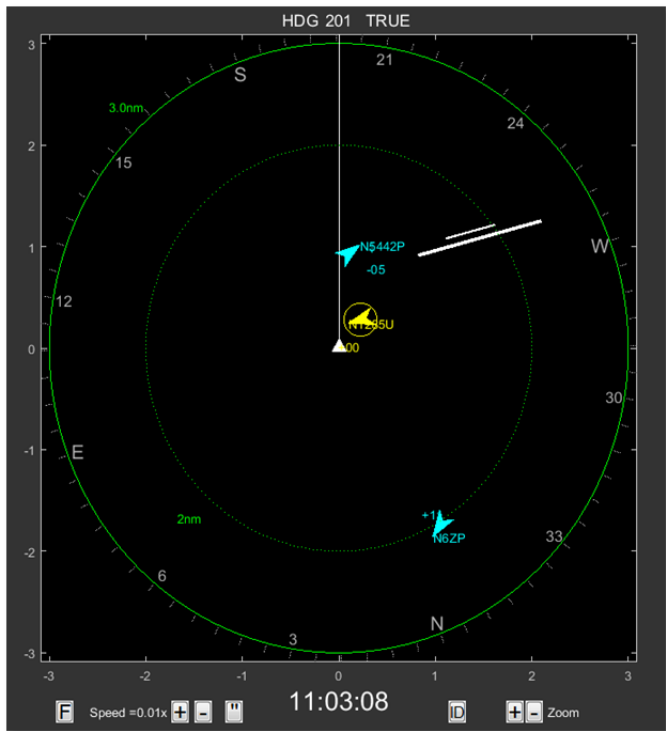 HDG 201 TRUE
3
2
1
0
-1
-2
-3
21
S
3.0nm
24
15
W
N5442P
-05
12
N1285U
+00
30
E
+1
2nm
N6ZP
33
6
N
3
-3
-2
-1
0
1
2
3
F
Speed =0.01x
+
-
"
11:03:08
ID
+
-
Zoom